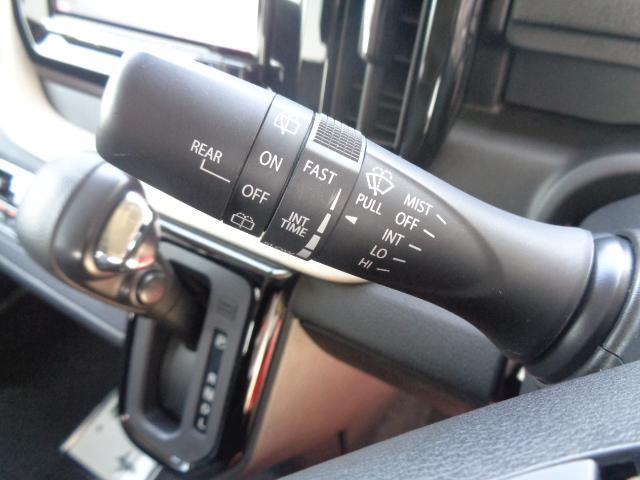 REAR
ON
OFF
FAST
INT
TIME
PULL
MIST
OFF
INT
LO
HI